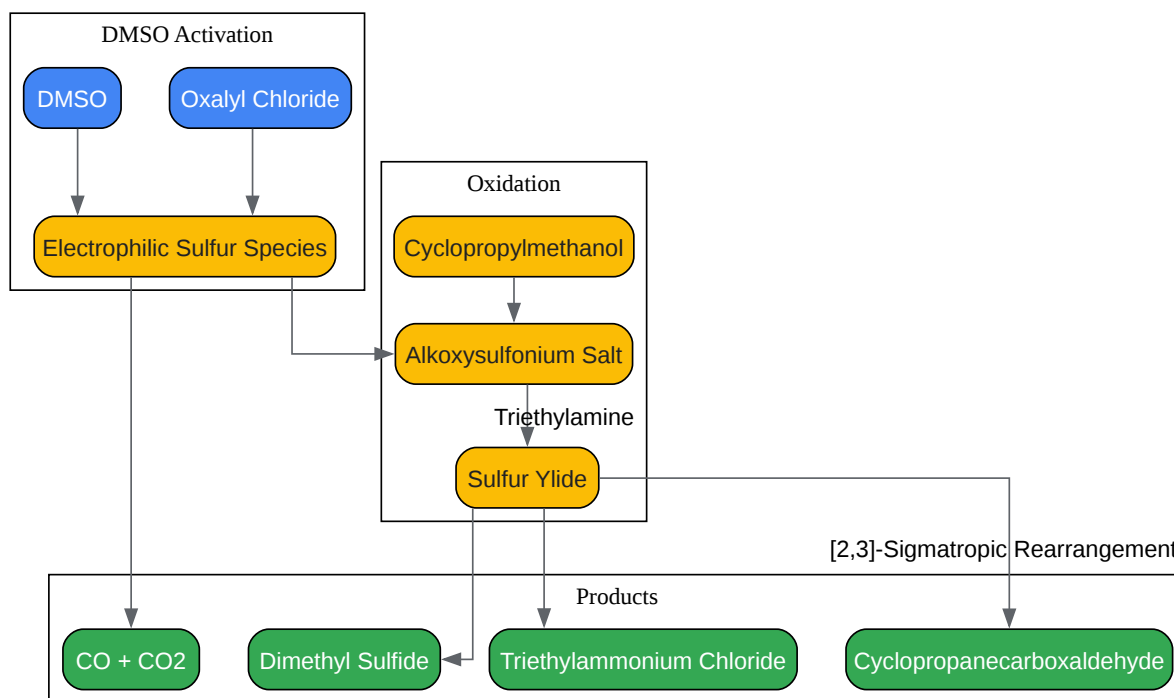 DMSO Activation
DMSO
Oxalyl Chloride
Electrophilic Sulfur Species
Oxidation
Cyclopropylmethanol
Alkoxysulfonium Salt
Triethylamine
Sulfur Ylide
[2,3]-Sigmatropic Rearrangement
Products
CO + CO2
Dimethyl Sulfide
Triethylammonium Chloride
Cyclopropanecarboxaldehyde